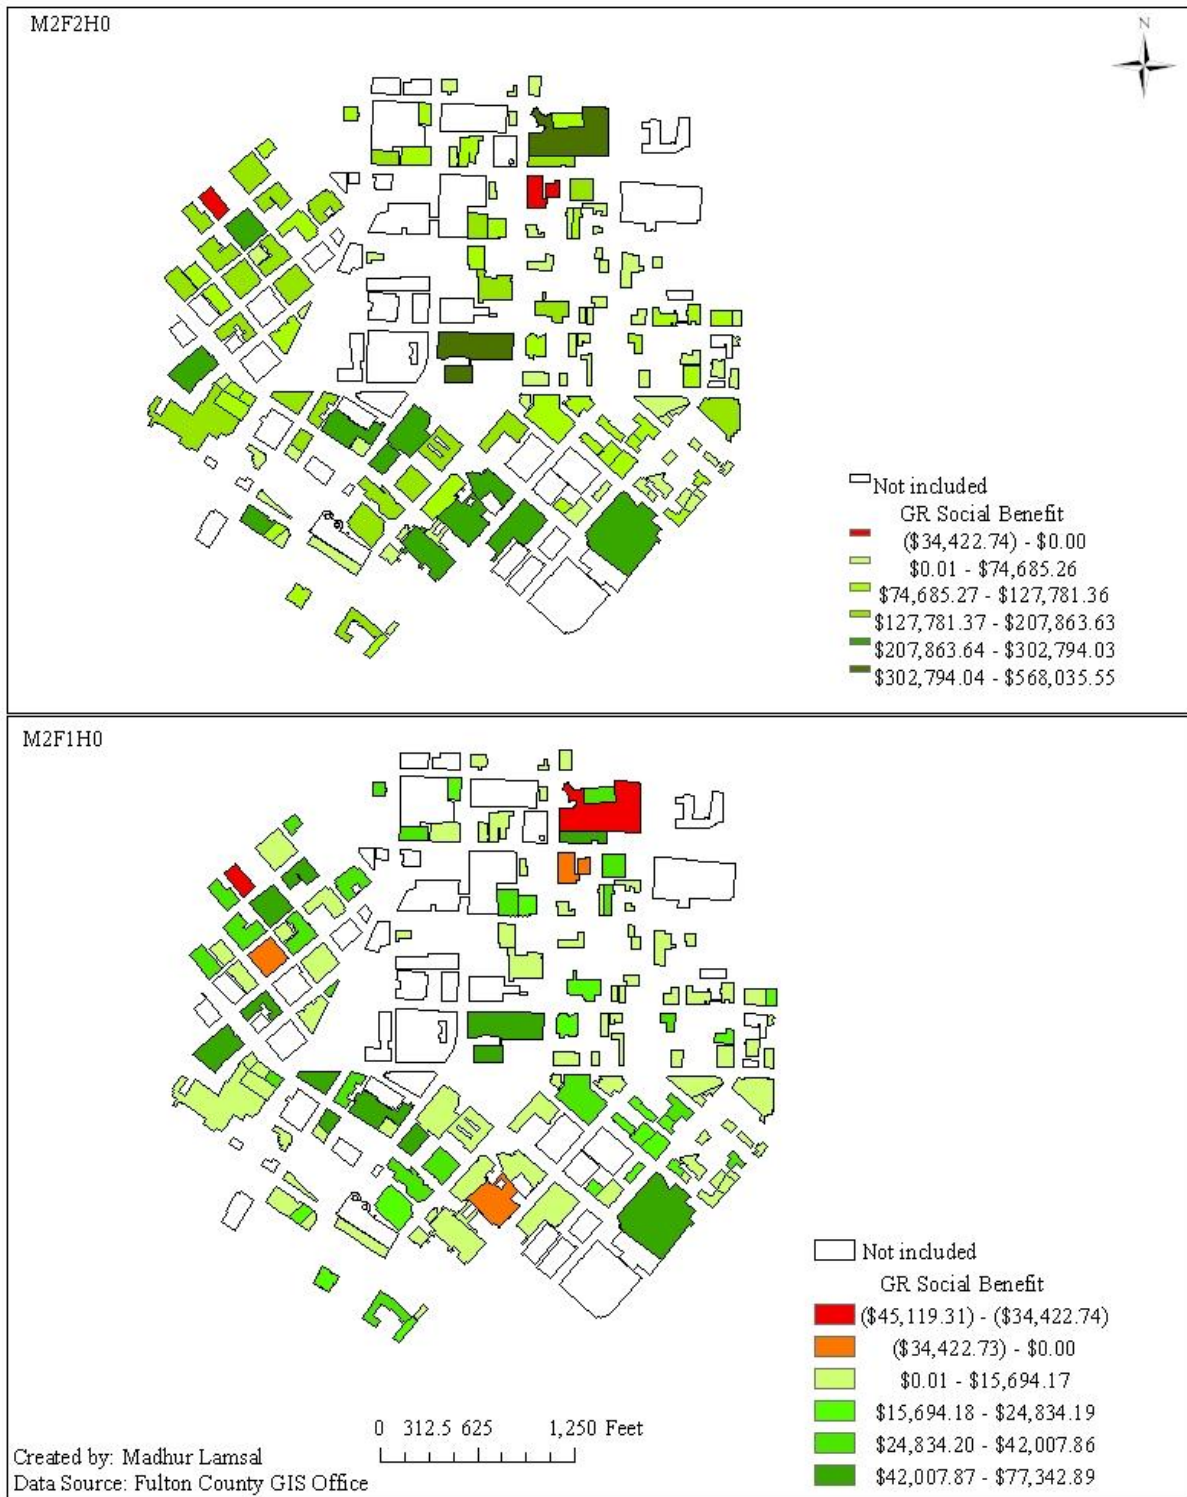 M2F2H0
N
Not included
GR Social Benefit
($34,422.74) - $0.00
$0.01 - $74,685.26
$74,685.27 - $127,781.36
$127,781.37 - $207,863.63
$207,863.64 - $302,794.03
$302,794.04 - $568,035.55
M2F1H0
Not included
GR Social Benefit
($45,119.31) - ($34,422.74)
($34,422.73) - $0.00
$0.01 - $15,694.17
$15,694.18 - $24,834.19
$24,834.20 - $42,007.86
$42,007.87 - $77,342.89
0 312.5 625 1,250 Feet
Created by: Madhur Lamsal
Data Source: Fulton County GIS Office